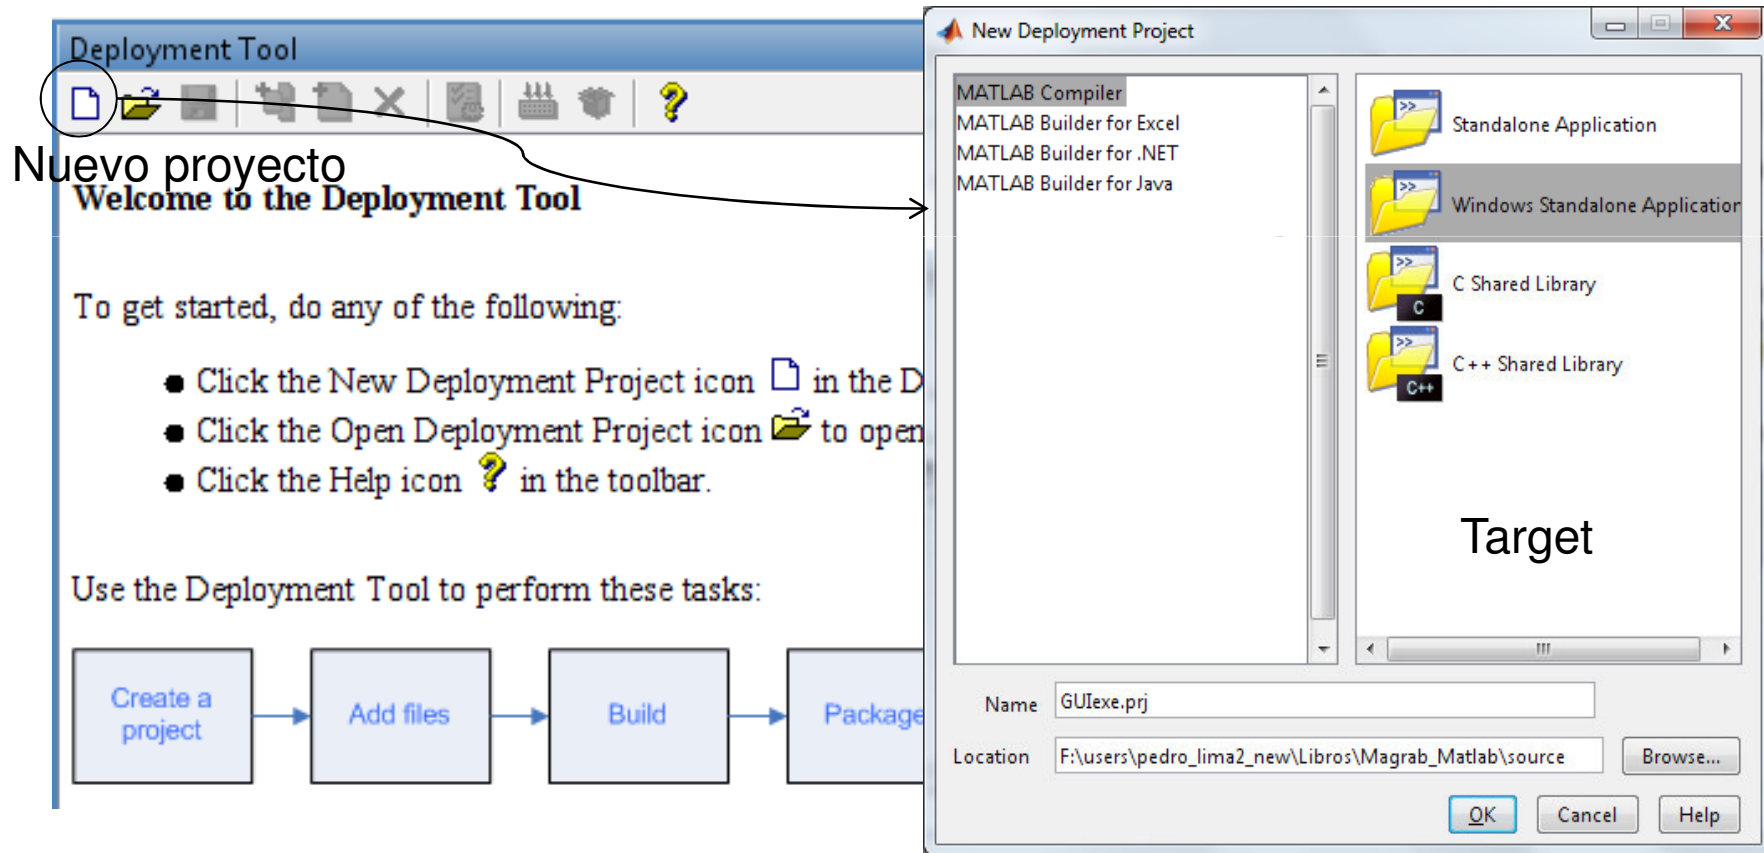 Deployment Tool
Nuevo proyecto
Welcome to the Deployment Tool
To get started, do any of the following:
Click the New Deployment Project icon in the D
Click the Open Deployment Project icon to open
Click the Help icon in the toolbar.
Use the Deployment Tool to perform these tasks:
Create a
project
Add files
Build
Package
New Deployment Project
MATLAB Compiler
MATLAB Builder for Excel
MATLAB Builder for .NET
MATLAB Builder for Java
>> Standalone Application
>> Windows Standalone Application
>> C Shared Library
C
>> C++ Shared Library
C++
Target
Name GUIexe.prj
Location F:\users\pedro_lima2_new\Libros\Magrab_Matlab\source Browse...
OK Cancel Help